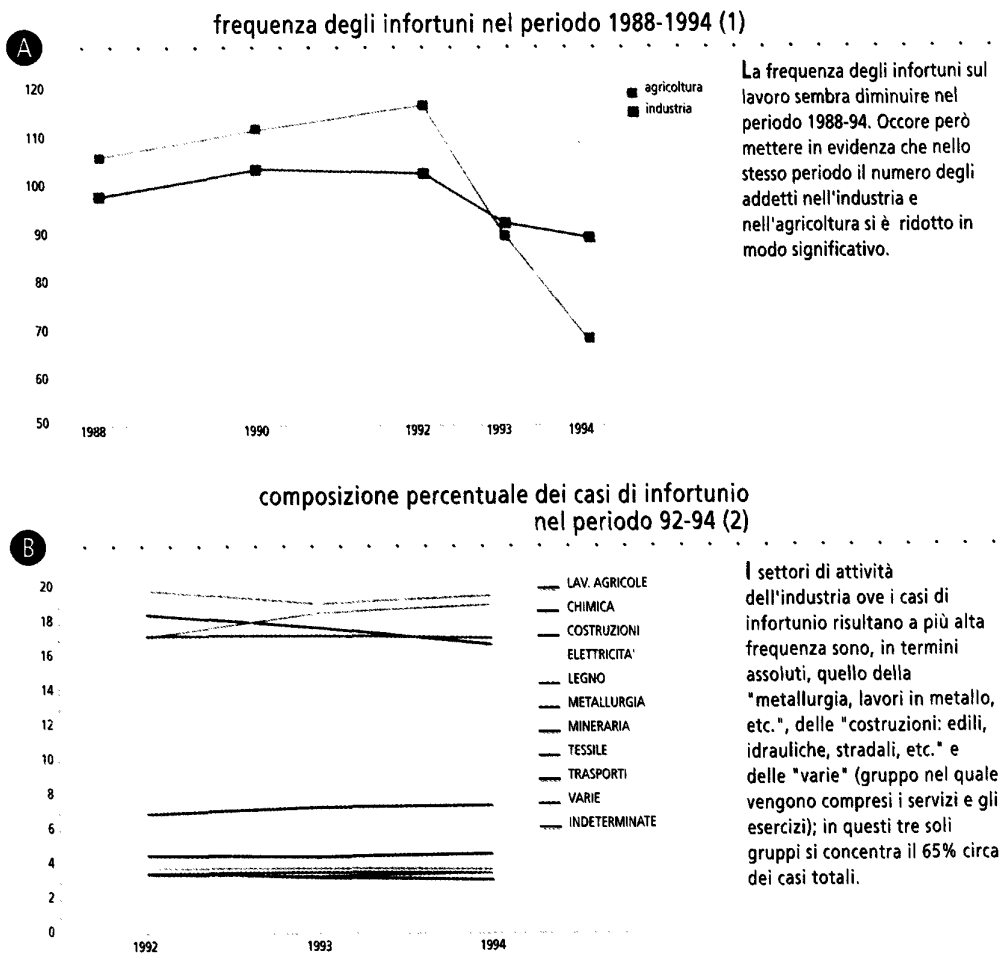 frequenza degli infortuni nel periodo 1988-1994 (1)
A
120
110
100
90
80
70
60
50
1988
1990
1992
1993
1994
agricoltura
industria
La frequenza degli infortuni sul
lavoro sembra diminuire nel
periodo 1988-94. Occore però
mettere in evidenza che nello
stesso periodo il numero degli
addetti nell'industria e
nell'agricoltura si è ridotto in
modo significativo.
composizione percentuale dei casi di infortunio
nel periodo 92-94 (2)
B
20
18
16
14
12
10
8
6
4
2
0
1992
1993
1994
LAV. AGRICOLE
CHIMICA
COSTRUZIONI
ELETTRICITA'
LEGNO
METALLURGIA
MINERARIA
TESSILE
TRASPORTI
VARIE
INDETERMINATE
I settori di attività
dell'industria ove i casi di
infortunio risultano a più alta
frequenza sono, in termini
assoluti, quello della
"metallurgia, lavori in metallo,
etc.", delle "costruzioni: edili,
idrauliche, stradali, etc." e
delle "varie" (gruppo nel quale
vengono compresi i servizi e gli
esercizi); in questi tre soli
gruppi si concentra il 65% circa
dei casi totali.